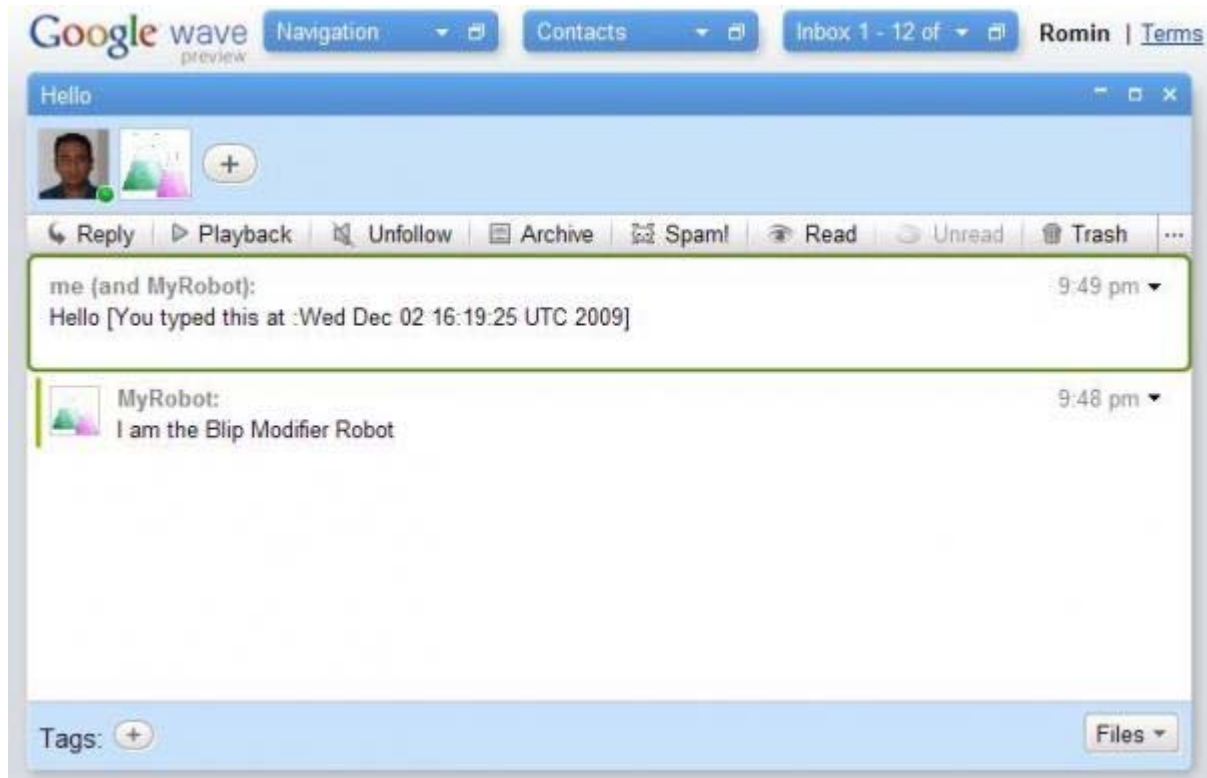 Google wave preview Navigation Contacts Inbox 1 - 12 of Romin | Terms
Hello
Reply Playback Unfollow Archive Spam! Read Unread Trash ...
me (and MyRobot): 9:49 pm
Hello [You typed this at :Wed Dec 02 16:19:25 UTC 2009]
MyRobot: 9:48 pm
I am the Blip Modifier Robot
Tags: Files